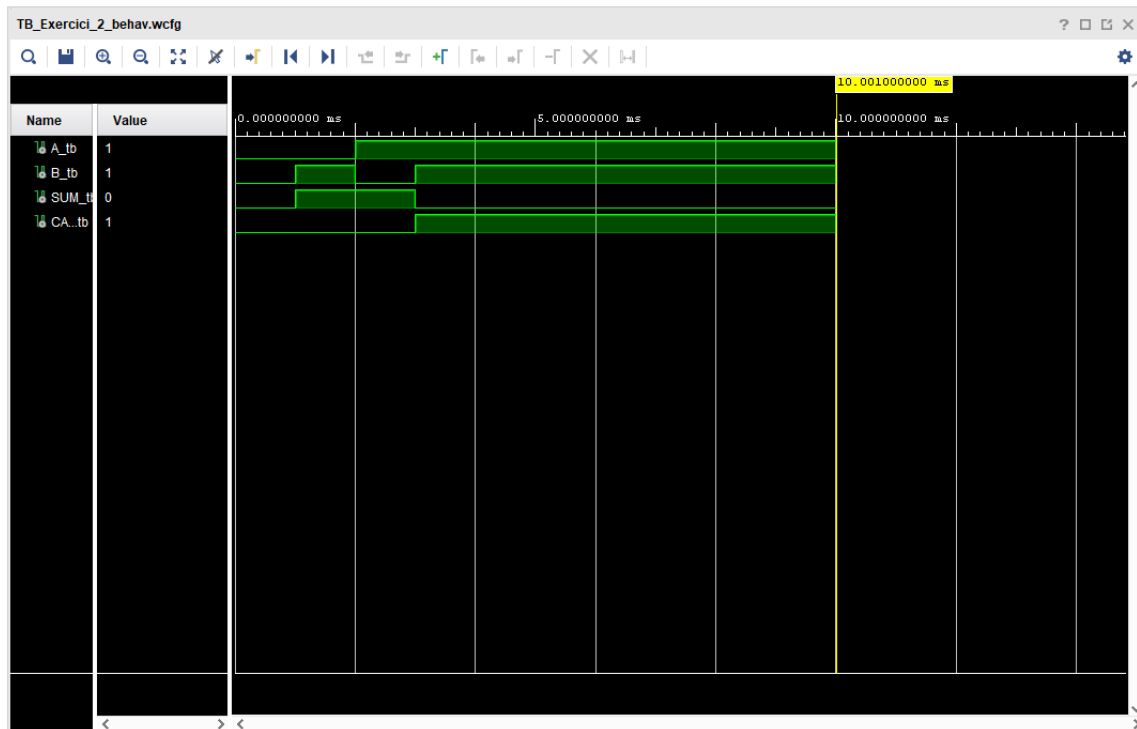 TB_Exercici_2_behav.wcfg
10.001000000 ms
Name Value
0.000000000 ms 5.000000000 ms 10.000000000 ms
A_tb 1
B_tb 1
SUM_tb 0
CA...tb 1